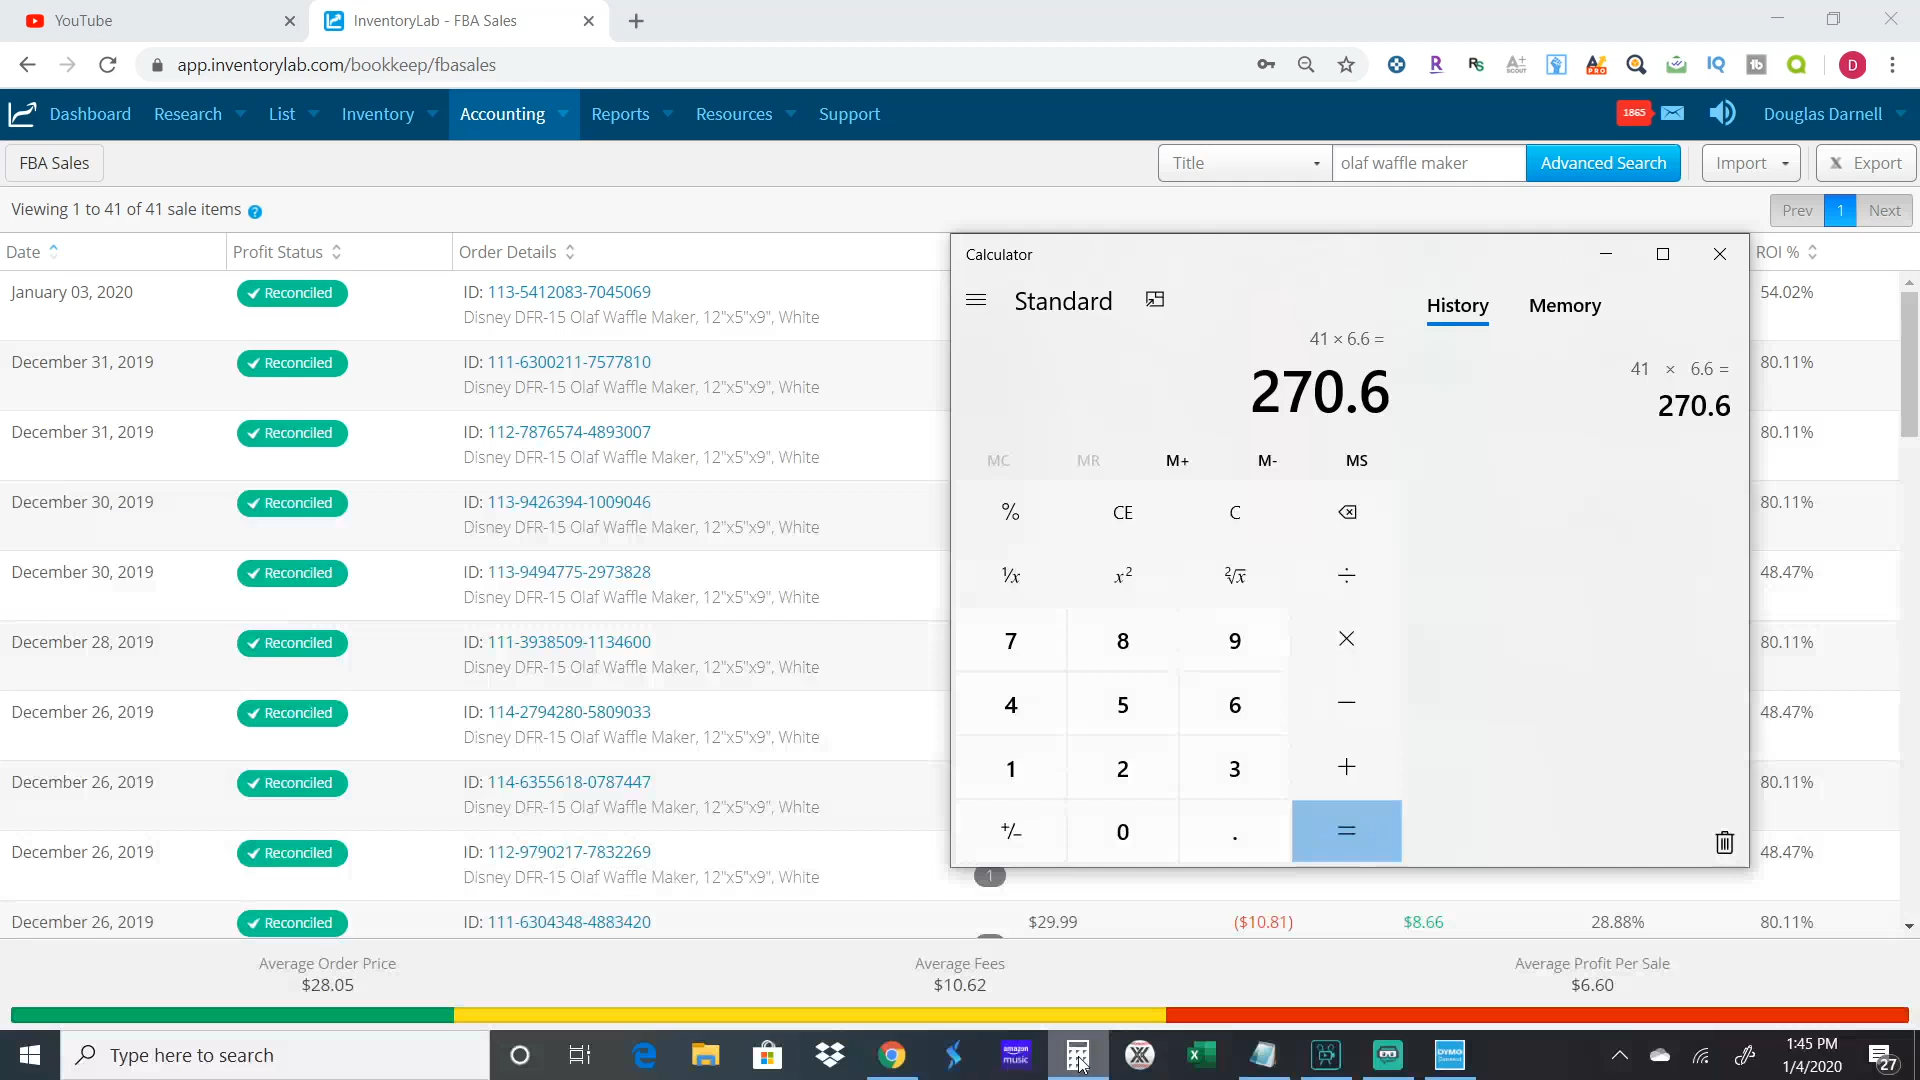 YouTube
InventoryLab - FBA Sales
app.inventorylab.com/bookkeep/fbasales
Dashboard Research List Inventory Accounting Reports Resources Support 1865 Douglas Darnell
FBA Sales Title olaf waffle maker Advanced Search Import X Export
Viewing 1 to 41 of 41 sale items ? Prev 1 Next
Date Profit Status Order Details ROI %
January 03, 2020 Reconciled ID: 113-5412083-7045069 54.02%
Disney DFR-15 Olaf Waffle Maker, 12"x5"x9", White
December 31, 2019 Reconciled ID: 111-6300211-7577810 80.11%
Disney DFR-15 Olaf Waffle Maker, 12"x5"x9", White
December 31, 2019 Reconciled ID: 112-7876574-4893007 80.11%
Disney DFR-15 Olaf Waffle Maker, 12"x5"x9", White
December 30, 2019 Reconciled ID: 113-9426394-1009046 80.11%
Disney DFR-15 Olaf Waffle Maker, 12"x5"x9", White
December 30, 2019 Reconciled ID: 113-9494775-2973828 48.47%
Disney DFR-15 Olaf Waffle Maker, 12"x5"x9", White
December 28, 2019 Reconciled ID: 111-3938509-1134600 80.11%
Disney DFR-15 Olaf Waffle Maker, 12"x5"x9", White
December 26, 2019 Reconciled ID: 114-2794280-5809033 48.47%
Disney DFR-15 Olaf Waffle Maker, 12"x5"x9", White
December 26, 2019 Reconciled ID: 114-6355618-0787447 80.11%
Disney DFR-15 Olaf Waffle Maker, 12"x5"x9", White
December 26, 2019 Reconciled ID: 112-9790217-7832269 48.47%
Disney DFR-15 Olaf Waffle Maker, 12"x5"x9", White 1
December 26, 2019 Reconciled ID: 111-6304348-4883420 $29.99 ($10.81) $8.66 28.88% 80.11%
Calculator
Standard History Memory
41 × 6.6 =
270.6
41 × 6.6 =
270.6
MC MR M+ M- MS
% CE C
¹/x x² ²√x ÷
7 8 9 ×
4 5 6 −
1 2 3 +
+/− 0 . =
Average Order Price Average Fees Average Profit Per Sale
$28.05 $10.62 $6.60
Type here to search amazon music DYMO 1:45 PM
1/4/2020 27